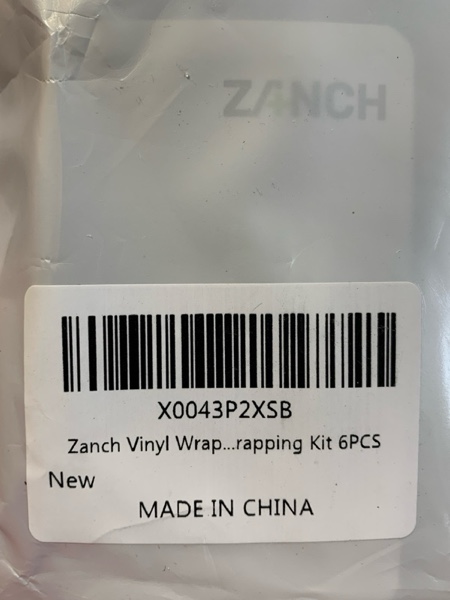 ZANCH
X0043P2XSB
Zanch Vinyl Wrap...rapping Kit 6PCS
New
MADE IN CHINA